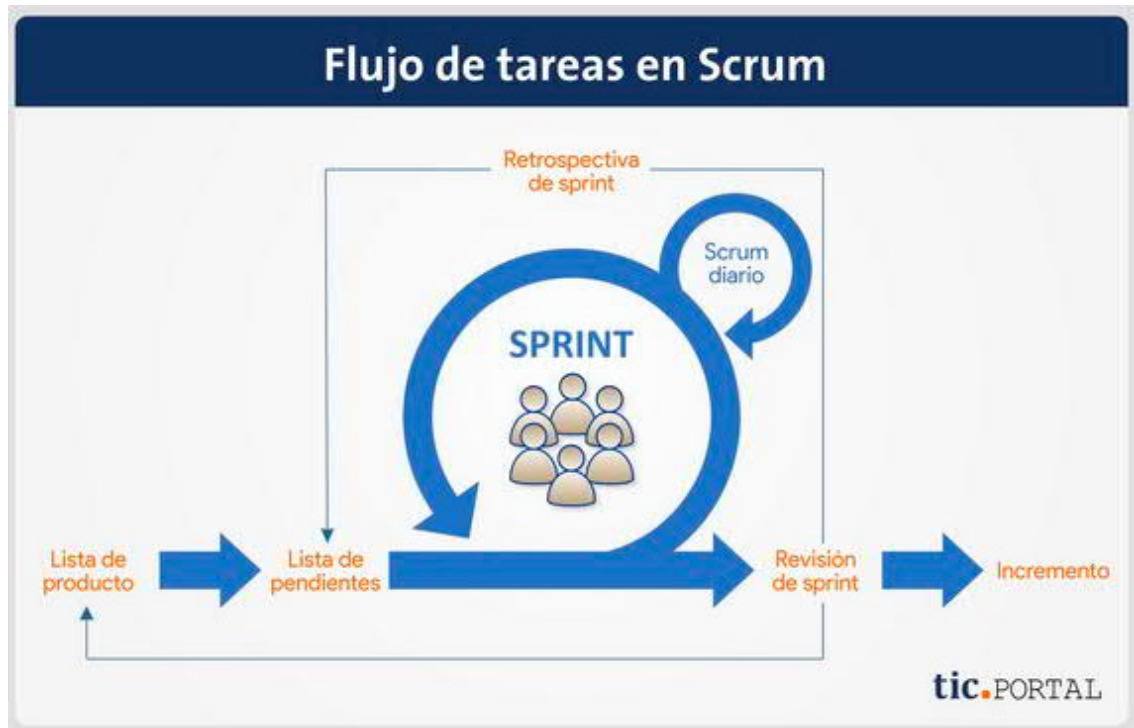 Flujo de tareas en Scrum
Retrospectiva
de sprint
Scrum
diario
SPRINT
Lista de
producto
Lista de
pendientes
Revisión
de sprint
Incremento
tic.PORTAL